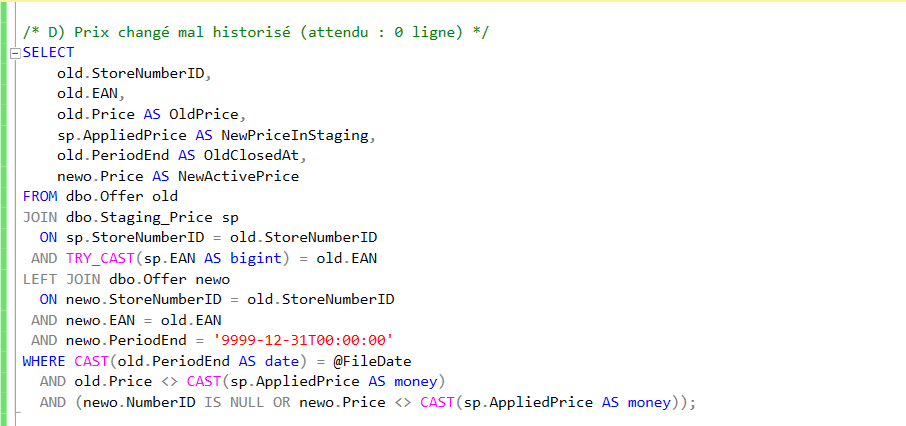 /* D) Prix changé mal historisé (attendu : 0 ligne) */
SELECT
    old.StoreNumberID,
    old.EAN,
    old.Price AS OldPrice,
    sp.AppliedPrice AS NewPriceInStaging,
    old.PeriodEnd AS OldClosedAt,
    newo.Price AS NewActivePrice
FROM dbo.Offer old
JOIN dbo.Staging_Price sp
  ON sp.StoreNumberID = old.StoreNumberID
 AND TRY_CAST(sp.EAN AS bigint) = old.EAN
LEFT JOIN dbo.Offer newo
  ON newo.StoreNumberID = old.StoreNumberID
 AND newo.EAN = old.EAN
 AND newo.PeriodEnd = '9999-12-31T00:00:00'
WHERE CAST(old.PeriodEnd AS date) = @FileDate
  AND old.Price <> CAST(sp.AppliedPrice AS money)
  AND (newo.NumberID IS NULL OR newo.Price <> CAST(sp.AppliedPrice AS money));